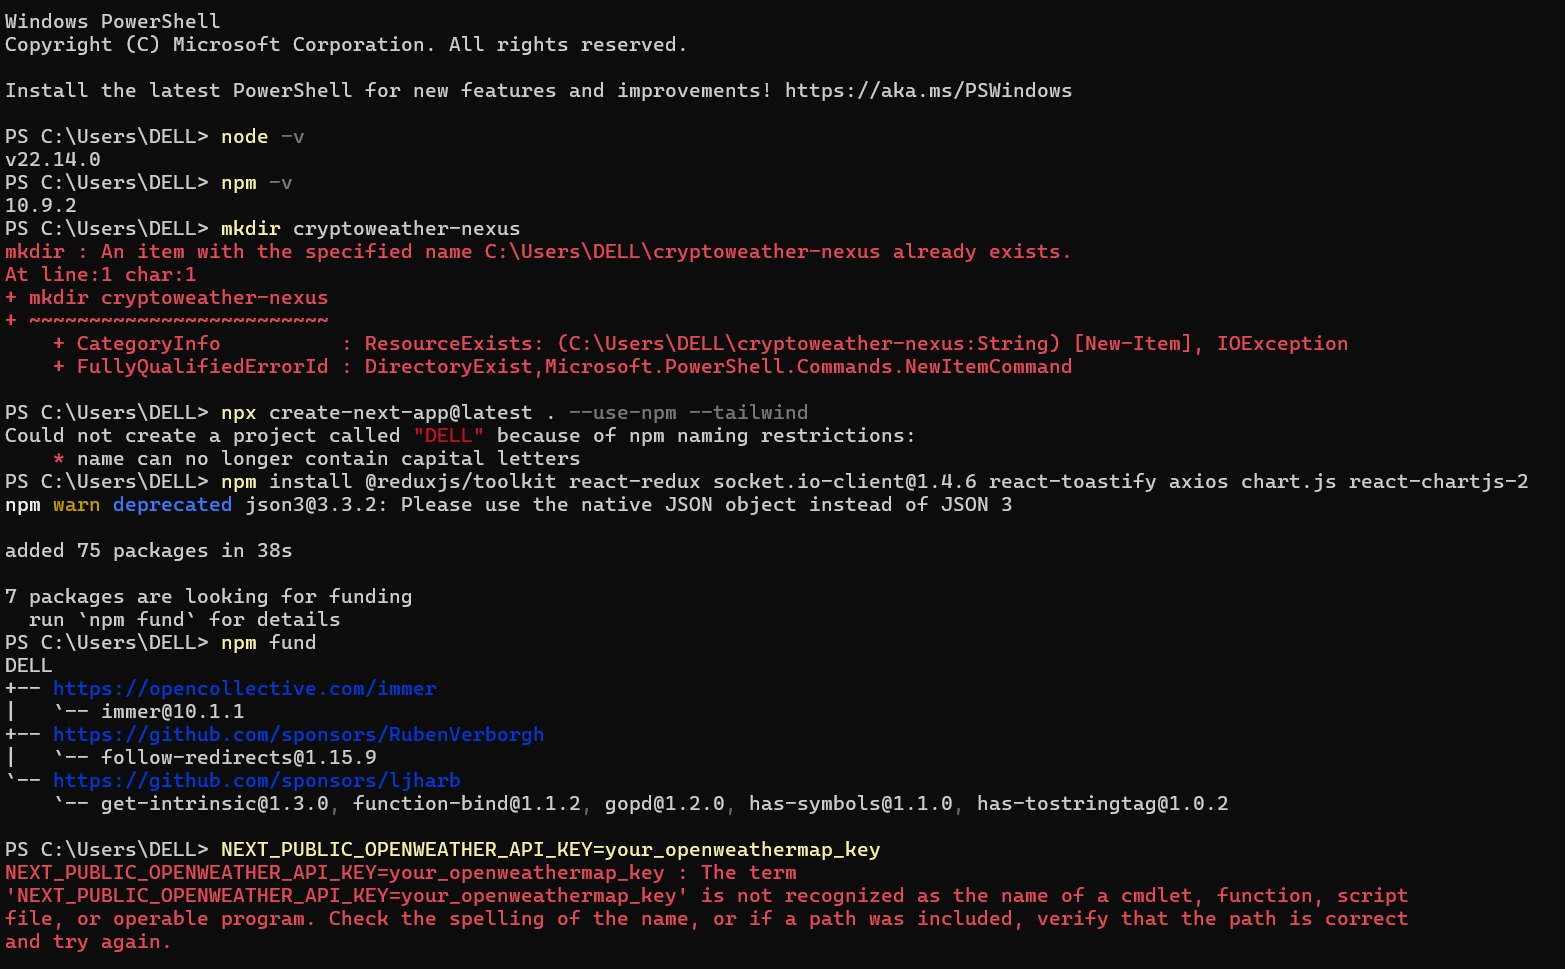 Windows PowerShell
Copyright (C) Microsoft Corporation. All rights reserved.
Install the latest PowerShell for new features and improvements! https://aka.ms/PSWindows
PS C:\Users\DELL> node -v
v22.14.0
PS C:\Users\DELL> npm -v
10.9.2
PS C:\Users\DELL> mkdir cryptoweather-nexus
mkdir : An item with the specified name C:\Users\DELL\cryptoweather-nexus already exists.
At line:1 char:1
+ mkdir cryptoweather-nexus
+ ~~~~~~~~~~~~~~~~~~~~~~~~~
    + CategoryInfo          : ResourceExists: (C:\Users\DELL\cryptoweather-nexus:String) [New-Item], IOException
    + FullyQualifiedErrorId : DirectoryExist,Microsoft.PowerShell.Commands.NewItemCommand
PS C:\Users\DELL> npx create-next-app@latest . --use-npm --tailwind
Could not create a project called "DELL" because of npm naming restrictions:
    * name can no longer contain capital letters
PS C:\Users\DELL> npm install @reduxjs/toolkit react-redux socket.io-client@1.4.6 react-toastify axios chart.js react-chartjs-2
npm warn deprecated json3@3.3.2: Please use the native JSON object instead of JSON 3
added 75 packages in 38s
7 packages are looking for funding
  run `npm fund` for details
PS C:\Users\DELL> npm fund
DELL
+-- https://opencollective.com/immer
|   `-- immer@10.1.1
+-- https://github.com/sponsors/RubenVerborgh
|   `-- follow-redirects@1.15.9
`-- https://github.com/sponsors/ljharb
    `-- get-intrinsic@1.3.0, function-bind@1.1.2, gopd@1.2.0, has-symbols@1.1.0, has-tostringtag@1.0.2
PS C:\Users\DELL> NEXT_PUBLIC_OPENWEATHER_API_KEY=your_openweathermap_key
NEXT_PUBLIC_OPENWEATHER_API_KEY=your_openweathermap_key : The term
'NEXT_PUBLIC_OPENWEATHER_API_KEY=your_openweathermap_key' is not recognized as the name of a cmdlet, function, script
file, or operable program. Check the spelling of the name, or if a path was included, verify that the path is correct
and try again.